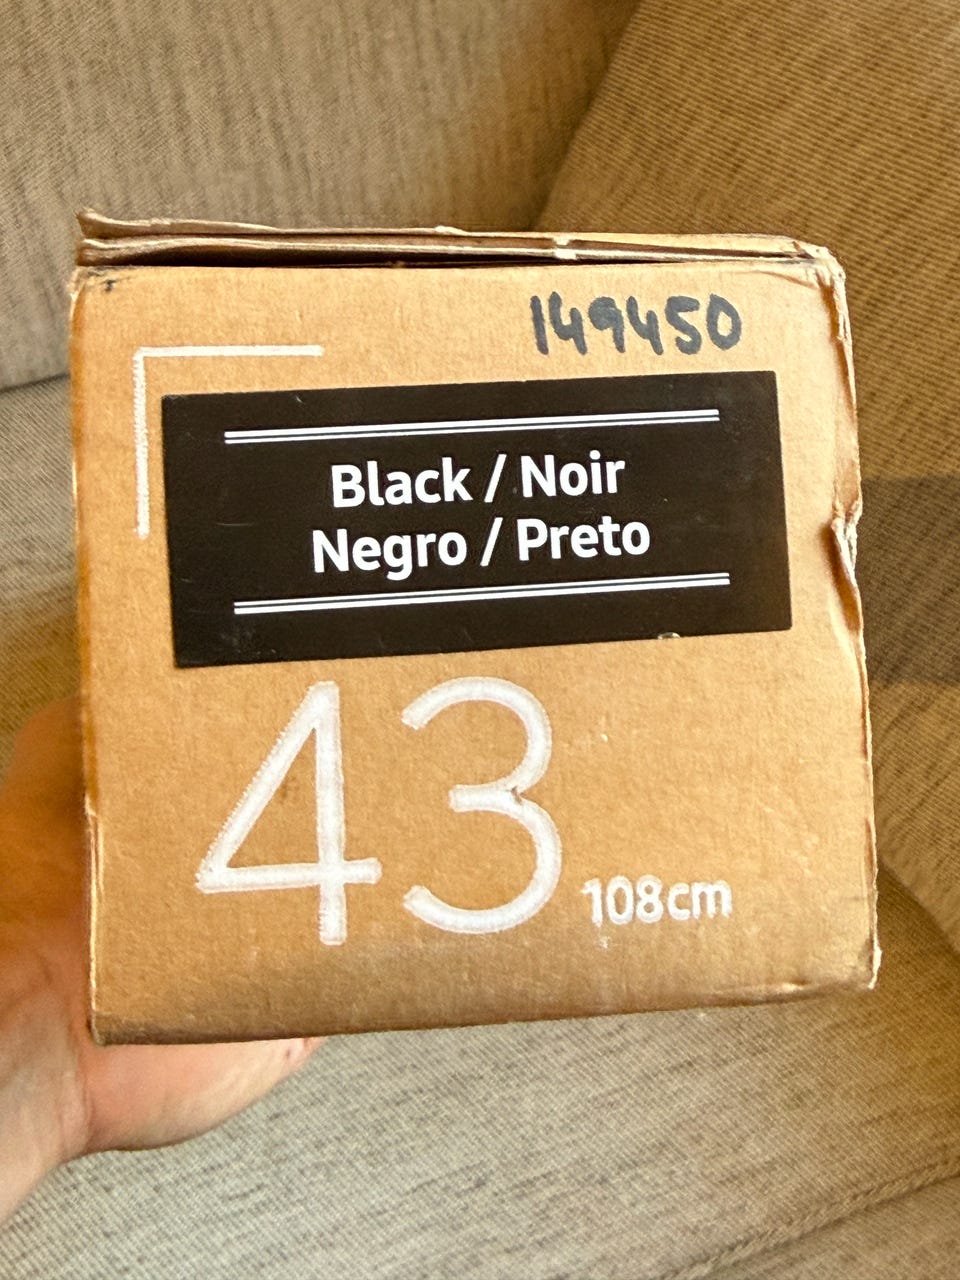 149450
Black / Noir
Negro / Preto
43 108cm